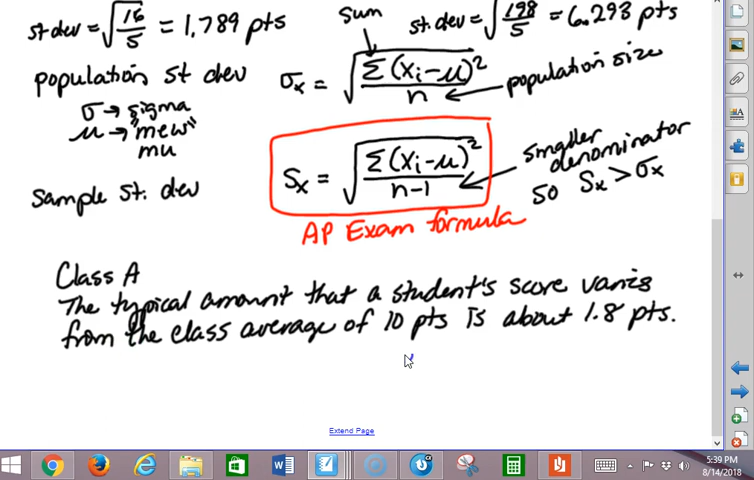 st dev = √16/5 = 1.789 pts
st. dev = √198/5 = 6.293 pts
sum
population st dev
σx = √Σ(xi-μ)²/n
population size
σ → sigma
μ → "mew"
mu
Sample st. dev
Sx = √Σ(xi-μ)²/n-1
smaller
denominator
so Sx > σx
AP Exam formula
Class A
The typical amount that a student's score varies
from the class average of 10 pts is about 1.8 pts.
Extend Page
5:39 PM
8/14/2018